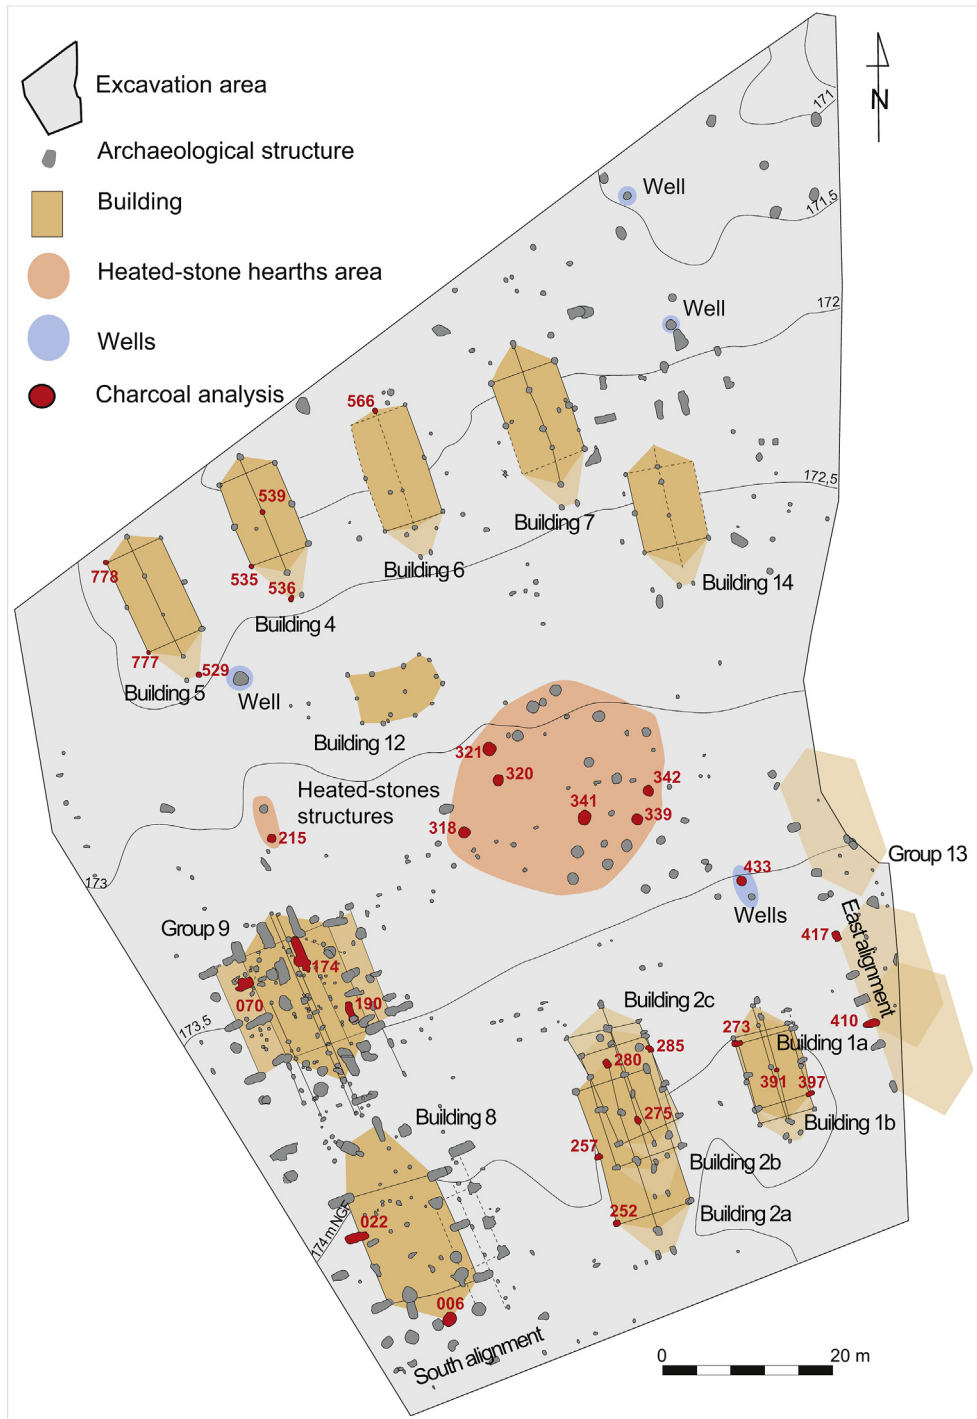 Excavation area
Archaeological structure
Building
Heated-stone hearths area
Wells
Charcoal analysis
N
171
Well
171,5
Well
172
566
539
172,5
Building 7
778
535
536
Building 6
Building 14
Building 4
777
529
Building 5
Well
Building 12
321
320
Heated-stones
structures
342
341
339
318
215
Group 13
433
173
Wells
East alignment
417
Group 9
174
070
190
173,5
Building 2c
273
410
285
Building 1a
280
391
397
275
Building 8
Building 1b
257
Building 2b
252
Building 2a
022
174 m NGF
006
South alignment
0
20 m